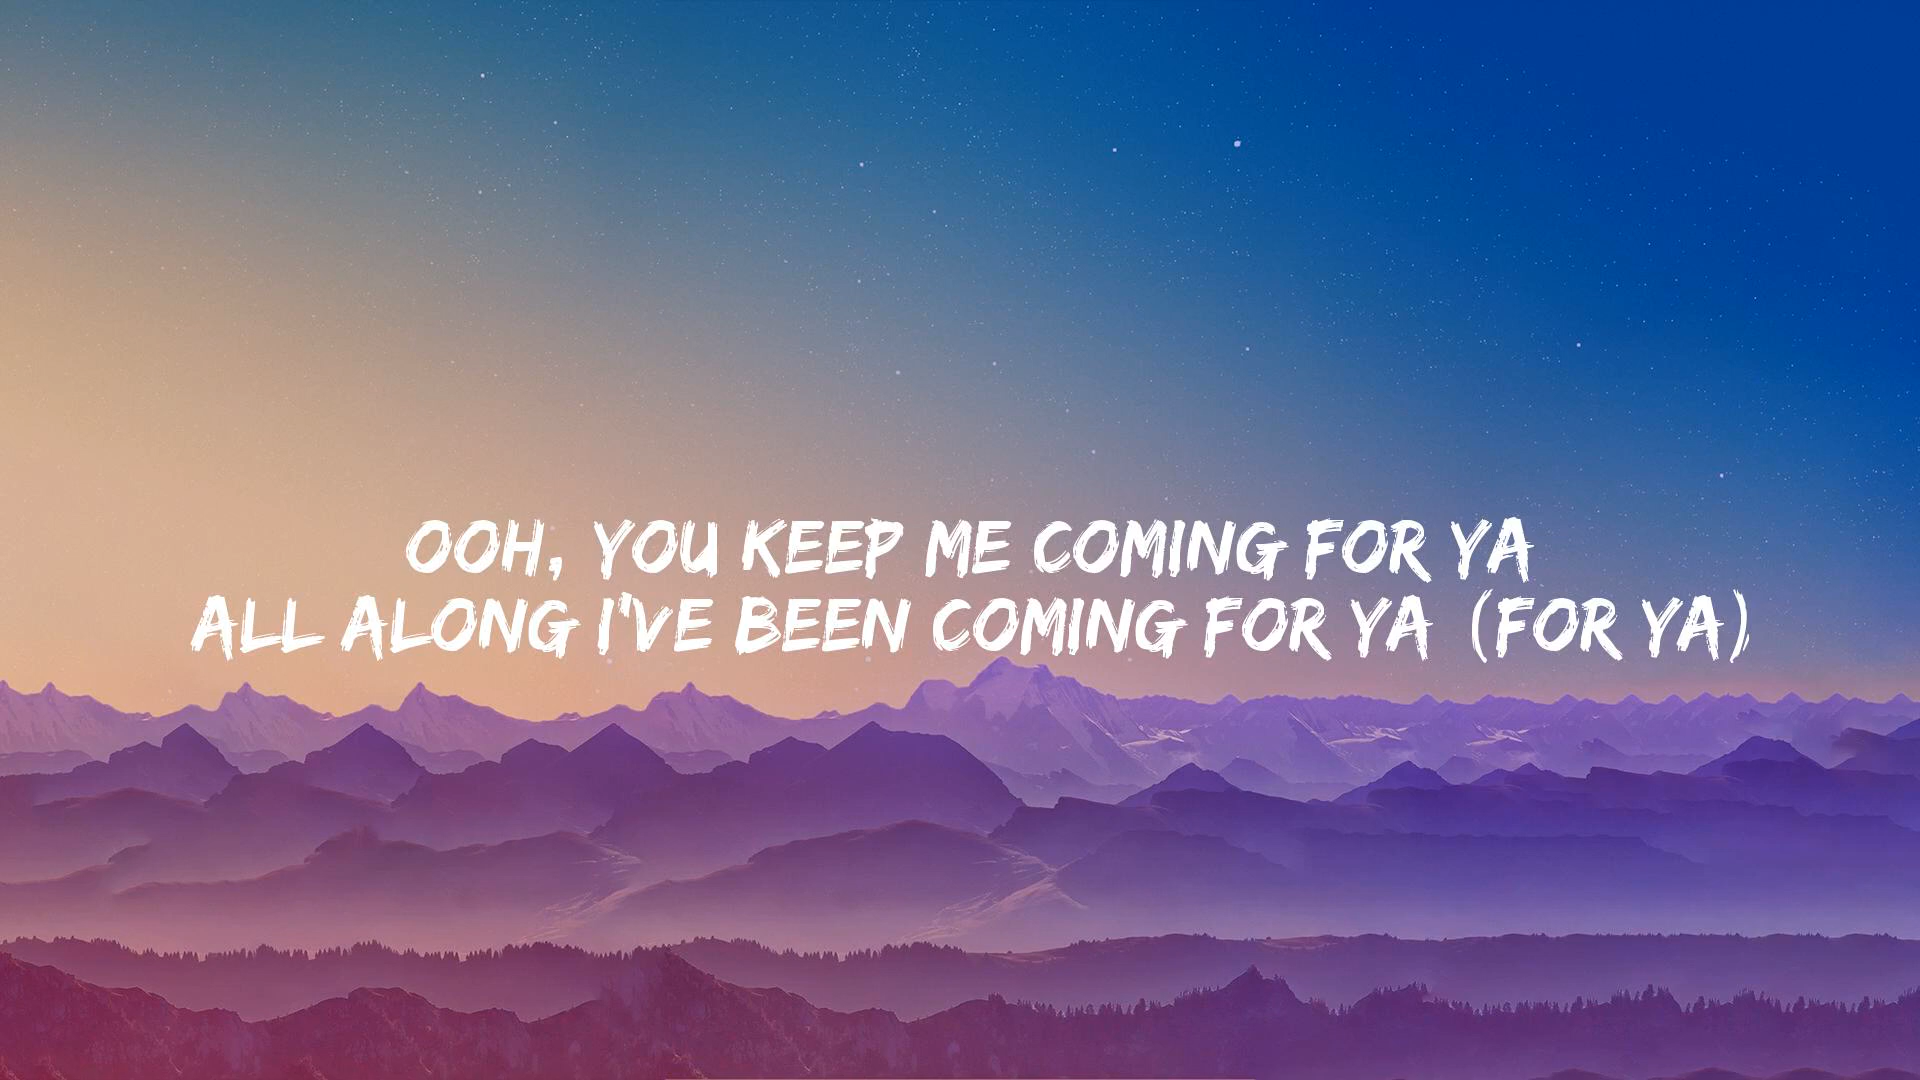 OOH, YOU KEEP ME COMING FOR YA
ALL ALONG I'VE BEEN COMING FOR YA (FOR YA)